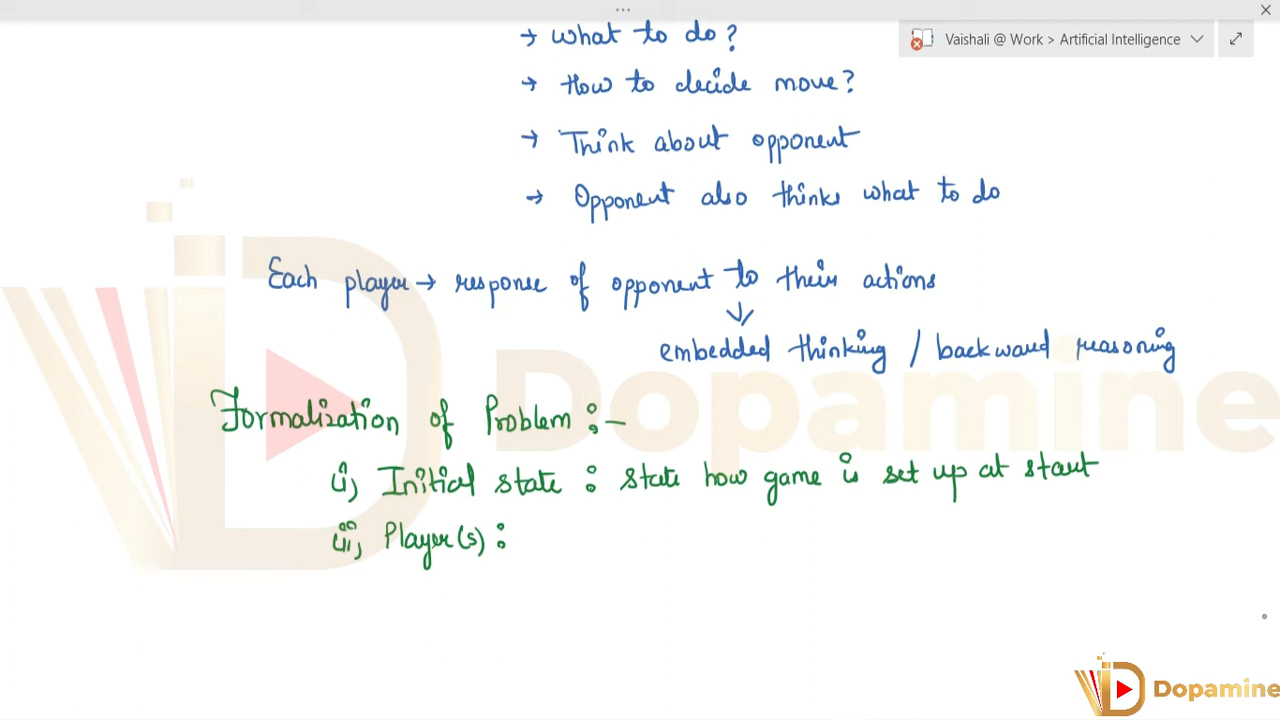 → What to do?
Vaishali @ Work > Artificial Intelligence
→ How to decide move?
→ Think about opponent
→ Opponent also thinks what to do
Each player → response of opponent to their actions
embedded thinking / backward reasoning
Dopamine
Formalization of Problem :-
i) Initial state : state how game is set up at start
ii) Player(s) :
Dopamine